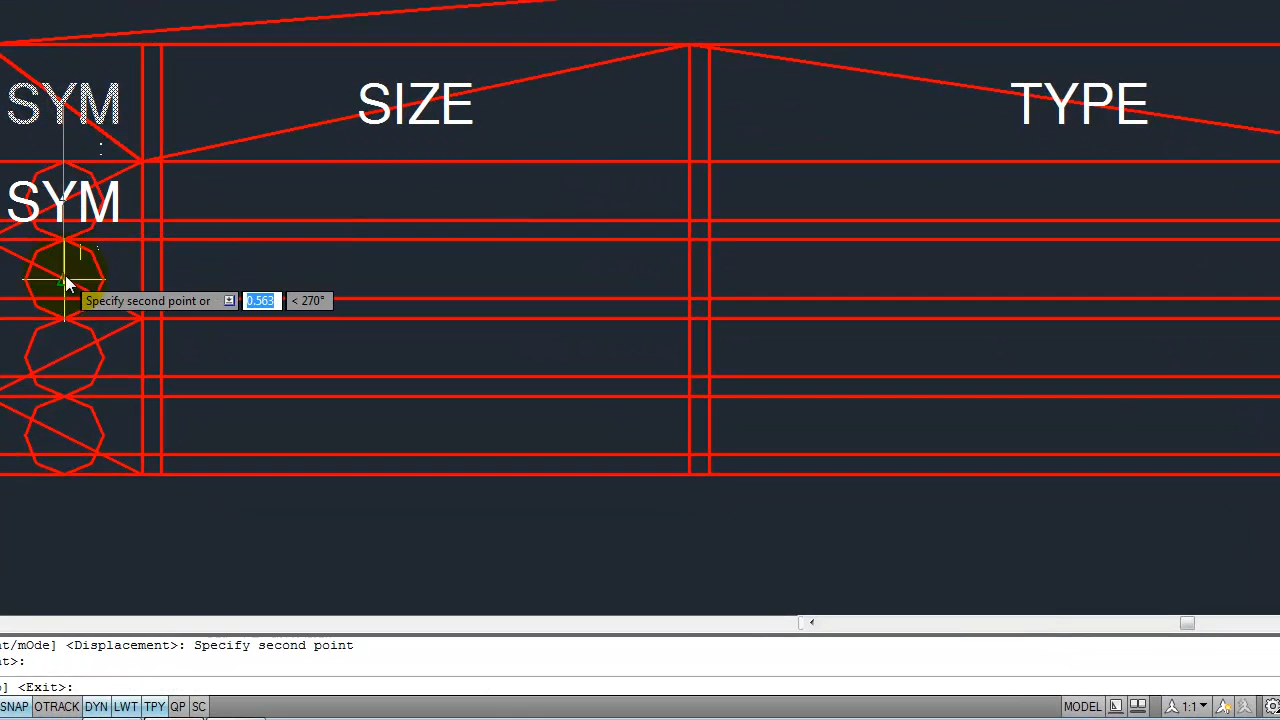 SYM SIZE TYPE
SYM
Specify second point or 0.563 < 270°
nt/mOde] <Displacement>: Specify second point
nt>:
] <Exit>:
SNAP OTRACK DYN LWT TPY QP SC MODEL 1:1